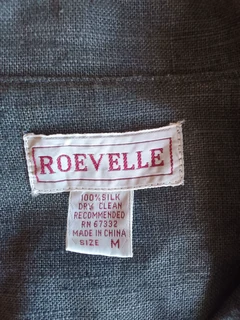 ROEVELLE
100% SILK
DRY CLEAN
RECOMMENDED
RN 67332
MADE IN CHINA
SIZE M